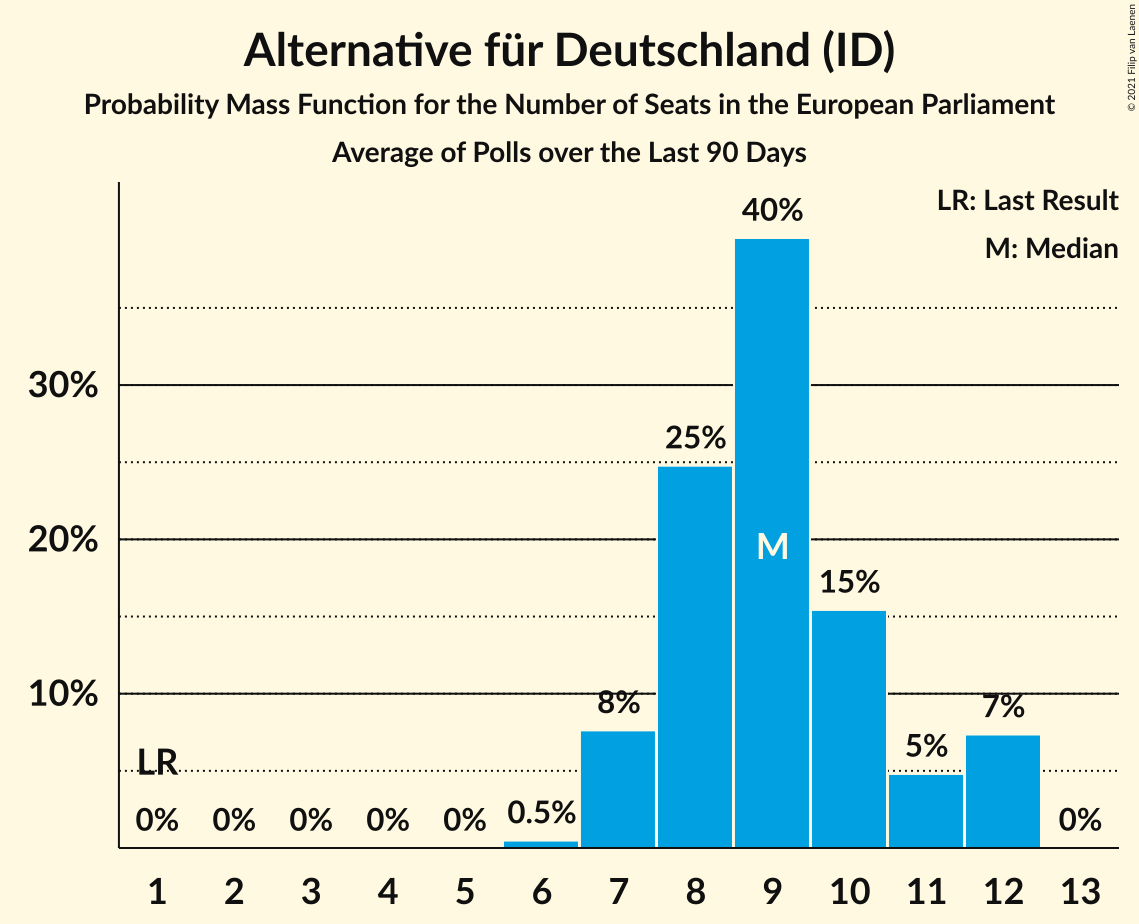 Alternative für Deutschland (ID)
Probability Mass Function for the Number of Seats in the European Parliament
Average of Polls over the Last 90 Days
© 2021 Filip van Laenen
LR: Last Result
M: Median
40%
30%
25%
20%
M
15%
10%
8%
7%
5%
LR
0% 0% 0% 0% 0% 0.5% 0%
1 2 3 4 5 6 7 8 9 10 11 12 13